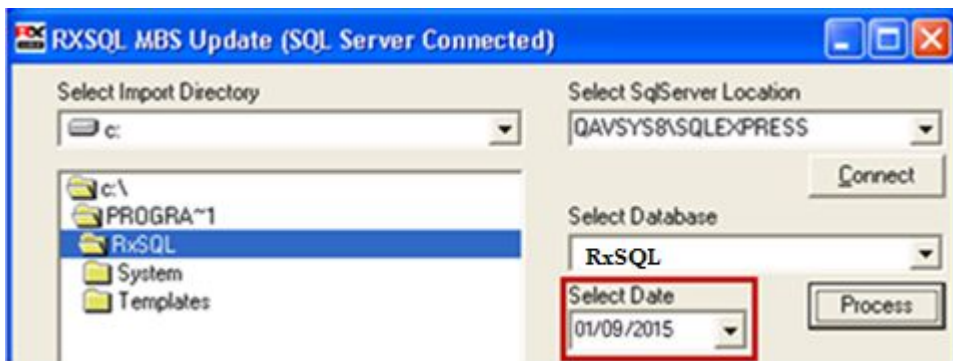 RXSQL MBS Update (SQL Server Connected)
Select Import Directory
c:
c:\
PROGRA~1
RxSQL
System
Templates
Select SqlServer Location
QAVSYS8\SQLEXPRESS
Connect
Select Database
RxSQL
Select Date
01/09/2015
Process